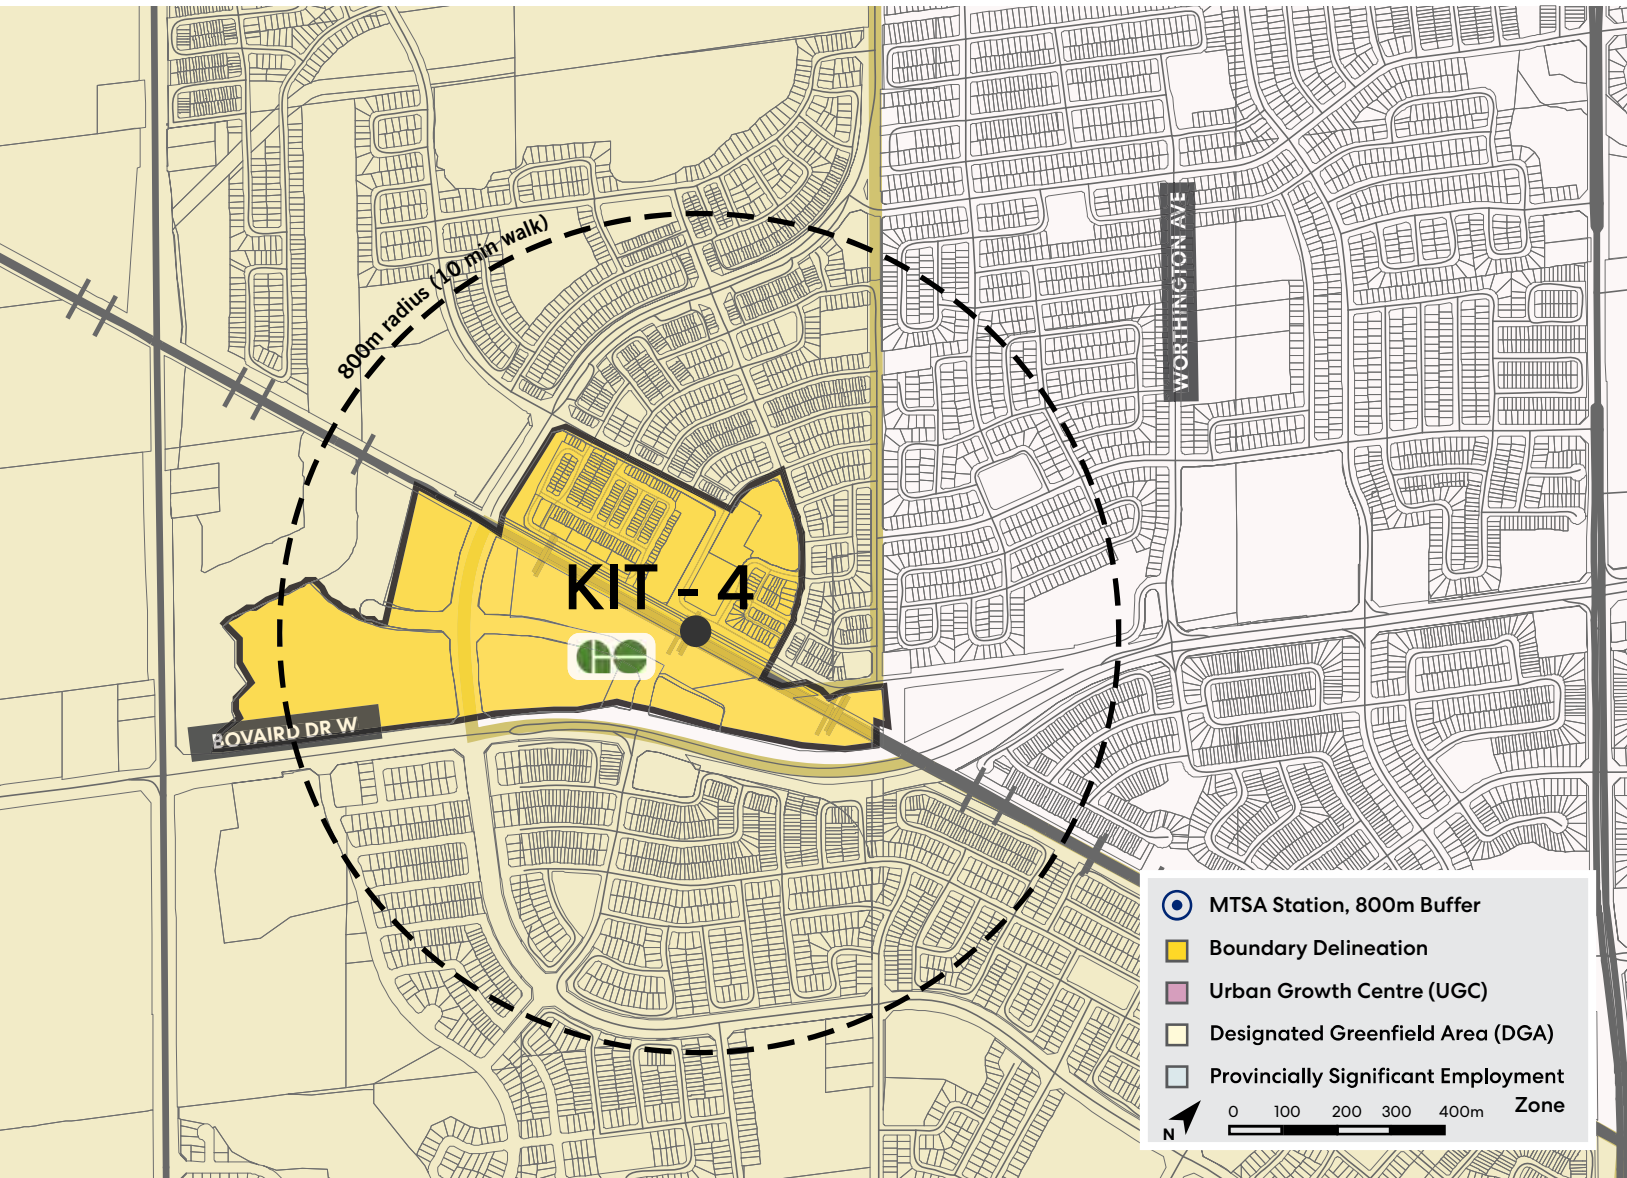 WORTHINGTON AVE
800m radius (10 min walk)
KIT - 4
GO
BOVAIRD DR W
MTSA Station, 800m Buffer
Boundary Delineation
Urban Growth Centre (UGC)
Designated Greenfield Area (DGA)
Provincially Significant Employment
Zone
0 100 200 300 400m
N